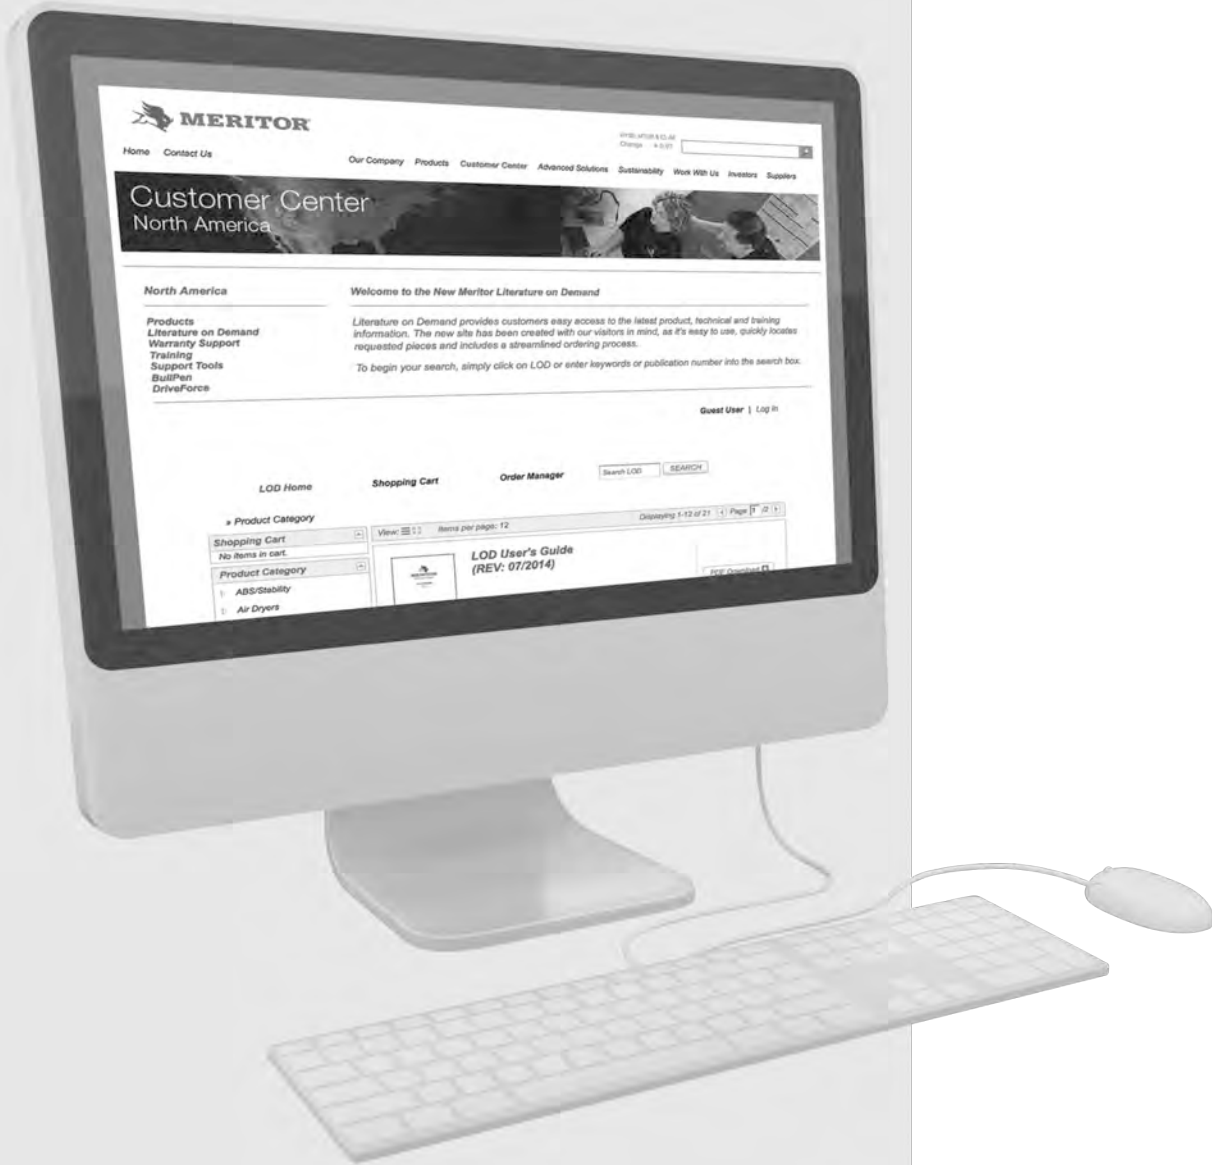 MERITOR
Change
Home Contact Us
Our Company Products Customer Center Advanced Solutions Sustainability Work With Us Investors Suppliers
Customer Center
North America
North America
Products
Literature on Demand
Warranty Support
Training
Support Tools
BullPen
DriveForce
Welcome to the New Meritor Literature on Demand
Literature on Demand provides customers easy access to the latest product, technical and training
information. The new site has been created with our visitors in mind, as it's easy to use, quickly locates
requested pieces and includes a streamlined ordering process.
To begin your search, simply click on LOD or enter keywords or publication number into the search box.
Guest User | Log in
LOD Home Shopping Cart Order Manager Search LOD SEARCH
» Product Category
Shopping Cart
No items in cart.
Product Category
ABS/Stability
Air Dryers
View: Items per page: 12 Displaying 1-12 of 21 Page 1 /2
LOD User's Guide
(REV: 07/2014)
PDF Download